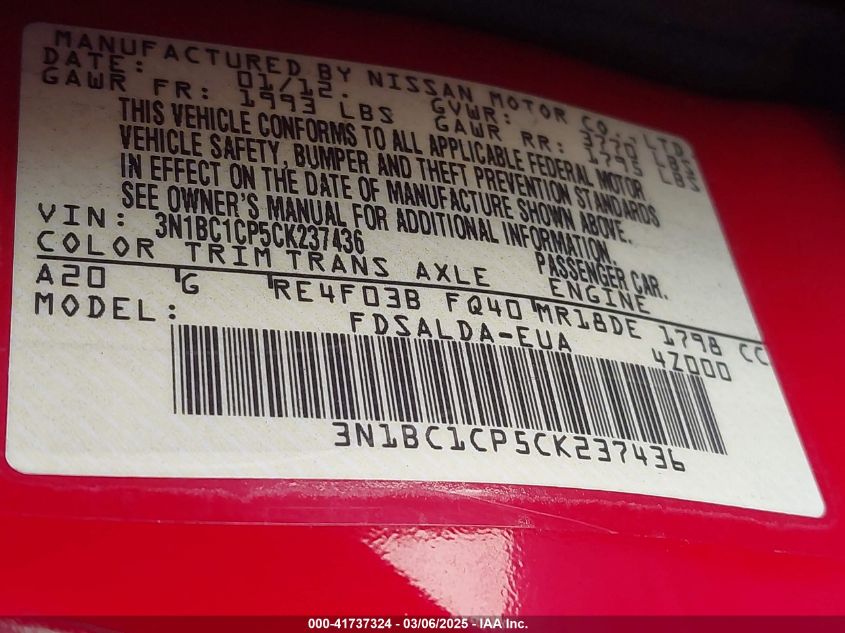 MANUFACTURED BY NISSAN MOTOR CO., LTD.
DATE: 01/12. GVWR: 3770 LBS
GAWR FR: 1993 LBS GAWR RR: 1795 LBS
THIS VEHICLE CONFORMS TO ALL APPLICABLE FEDERAL MOTOR
VEHICLE SAFETY, BUMPER AND THEFT PREVENTION STANDARDS
IN EFFECT ON THE DATE OF MANUFACTURE SHOWN ABOVE.
SEE OWNER'S MANUAL FOR ADDITIONAL INFORMATION.
VIN: 3N1BC1CP5CK237436 PASSENGER CAR.
COLOR TRIM TRANS AXLE ENGINE
A20 G RE4F03B FQ40 MR18DE 1798 CC
MODEL: FDSALDA-EUA 4Z000
3N1BC1CP5CK237436
000-41737324 | 03/06/2025 - IAA Inc.